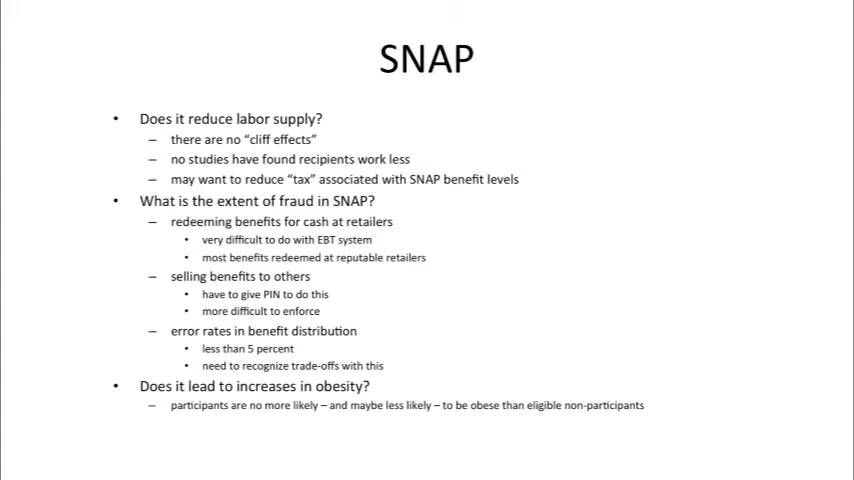 SNAP
• Does it reduce labor supply?
– there are no “cliff effects”
– no studies have found recipients work less
– may want to reduce “tax” associated with SNAP benefit levels
• What is the extent of fraud in SNAP?
– redeeming benefits for cash at retailers
• very difficult to do with EBT system
• most benefits redeemed at reputable retailers
– selling benefits to others
• have to give PIN to do this
• more difficult to enforce
– error rates in benefit distribution
• less than 5 percent
• need to recognize trade-offs with this
• Does it lead to increases in obesity?
– participants are no more likely – and maybe less likely – to be obese than eligible non-participants